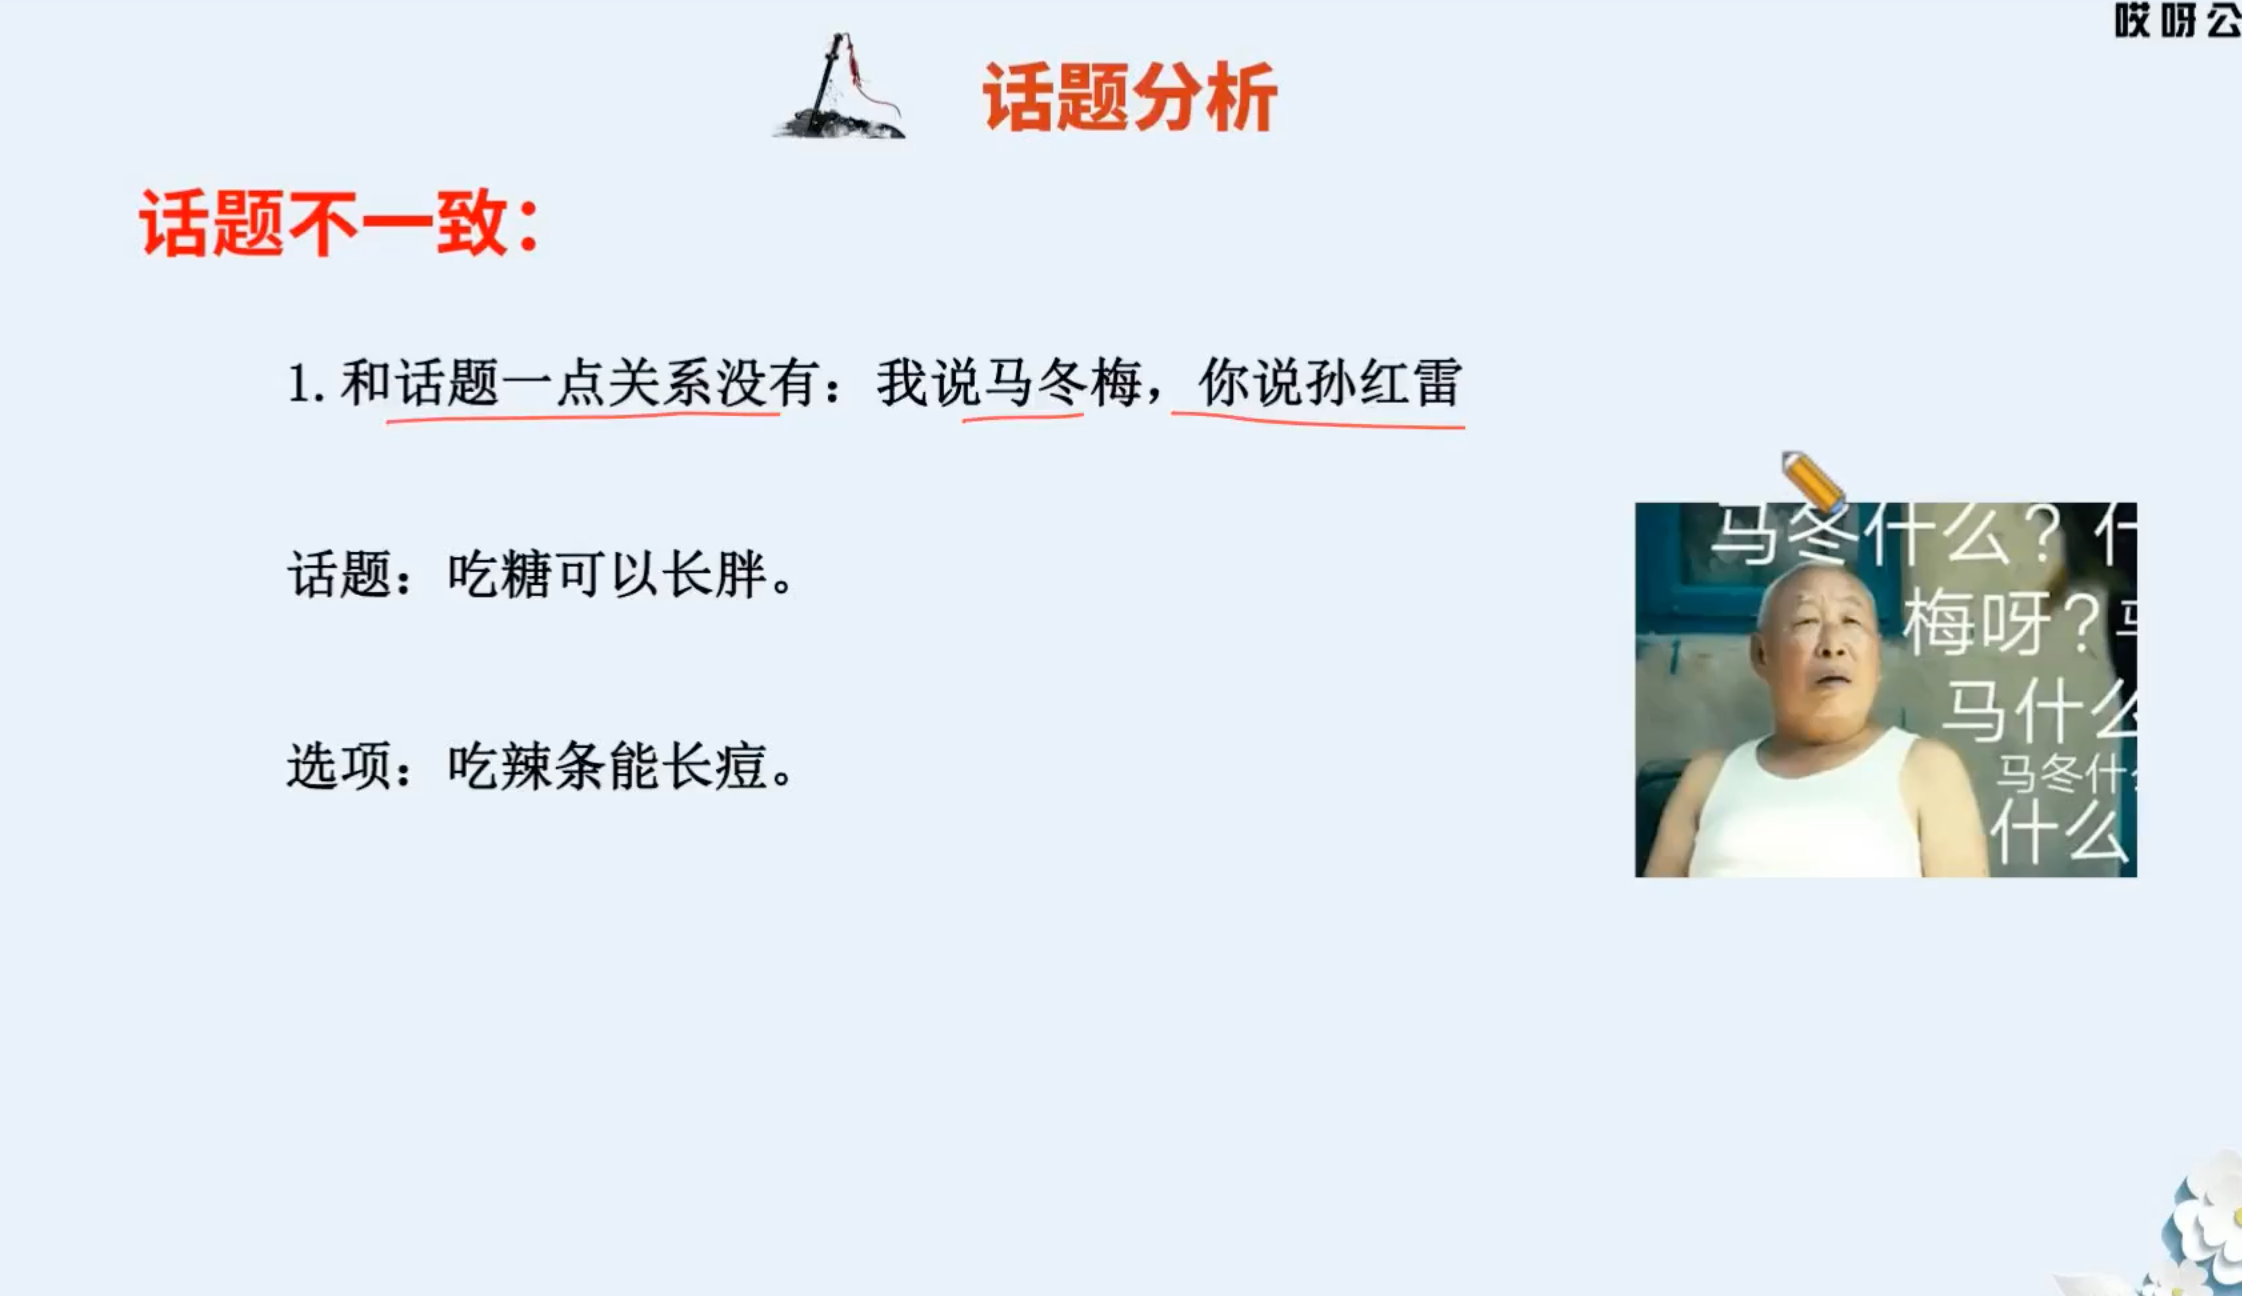 哎呀公
话题分析
话题不一致：
1. 和话题一点关系没有：我说马冬梅，你说孙红雷
话题：吃糖可以长胖。
选项：吃辣条能长痘。
马冬什么？什
梅呀？马
马什么
马冬什么
什么